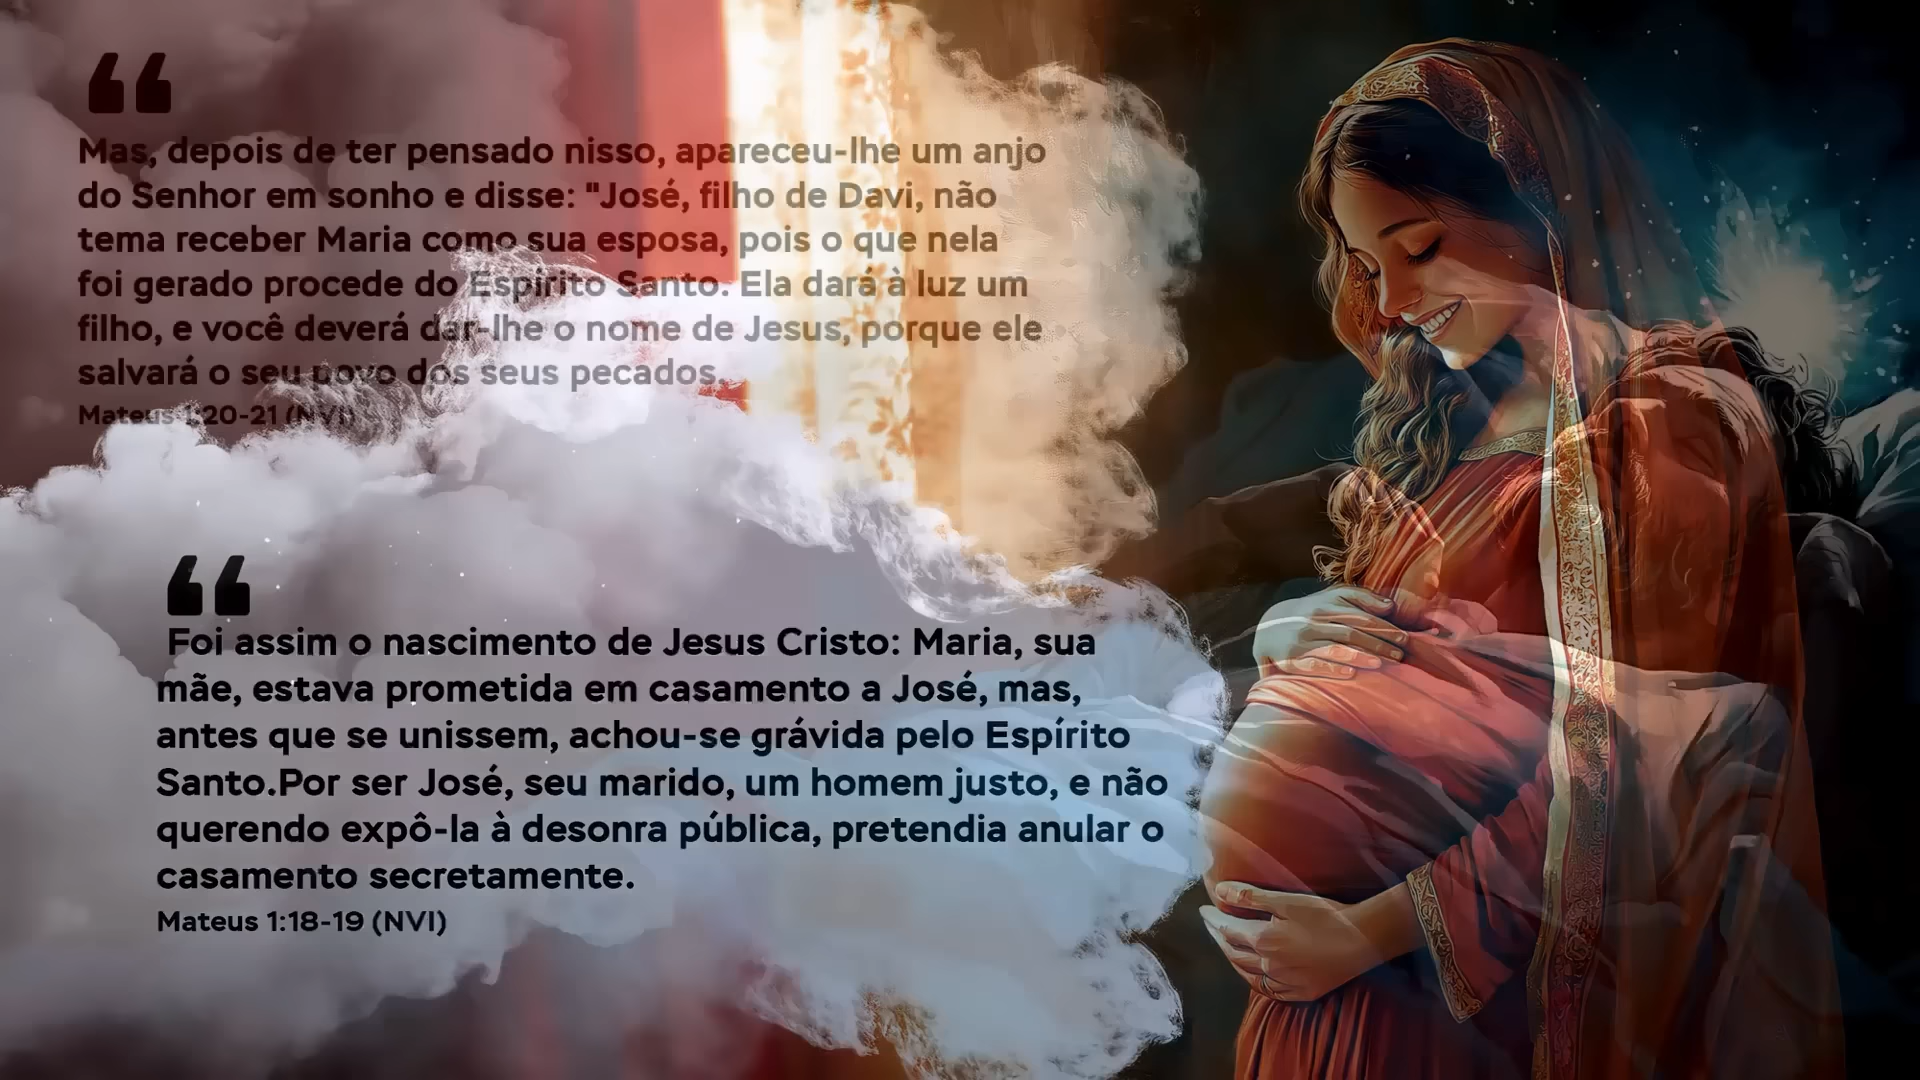 Mas, depois de ter pensado nisso, apareceu-lhe um anjo
do Senhor em sonho e disse: "José, filho de Davi, não
tema receber Maria como sua esposa, pois o que nela
foi gerado procede do Espírito Santo. Ela dará à luz um
filho, e você deverá dar-lhe o nome de Jesus, porque ele
salvará o seu povo dos seus pecados.
Mateus 1:20-21 (NVI)
Foi assim o nascimento de Jesus Cristo: Maria, sua
mãe, estava prometida em casamento a José, mas,
antes que se unissem, achou-se grávida pelo Espírito
Santo.Por ser José, seu marido, um homem justo, e não
querendo expô-la à desonra pública, pretendia anular o
casamento secretamente.
Mateus 1:18-19 (NVI)